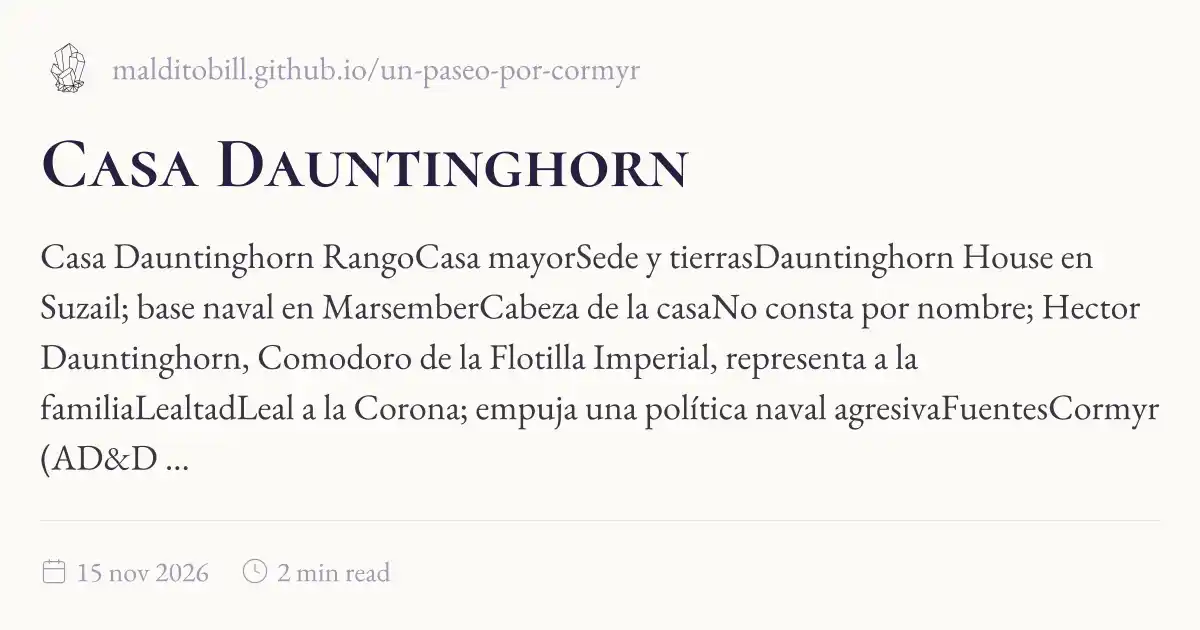 malditobill.github.io/un-paseo-por-cormyr
Casa Dauntinghorn
Casa Dauntinghorn RangoCasa mayorSede y tierrasDauntinghorn House en
Suzail; base naval en MarsemberCabeza de la casaNo consta por nombre; Hector
Dauntinghorn, Comodoro de la Flotilla Imperial, representa a la
familiaLealtadLeal a la Corona; empuja una política naval agresivaFuentesCormyr
(AD&D ...
15 nov 2026 2 min read